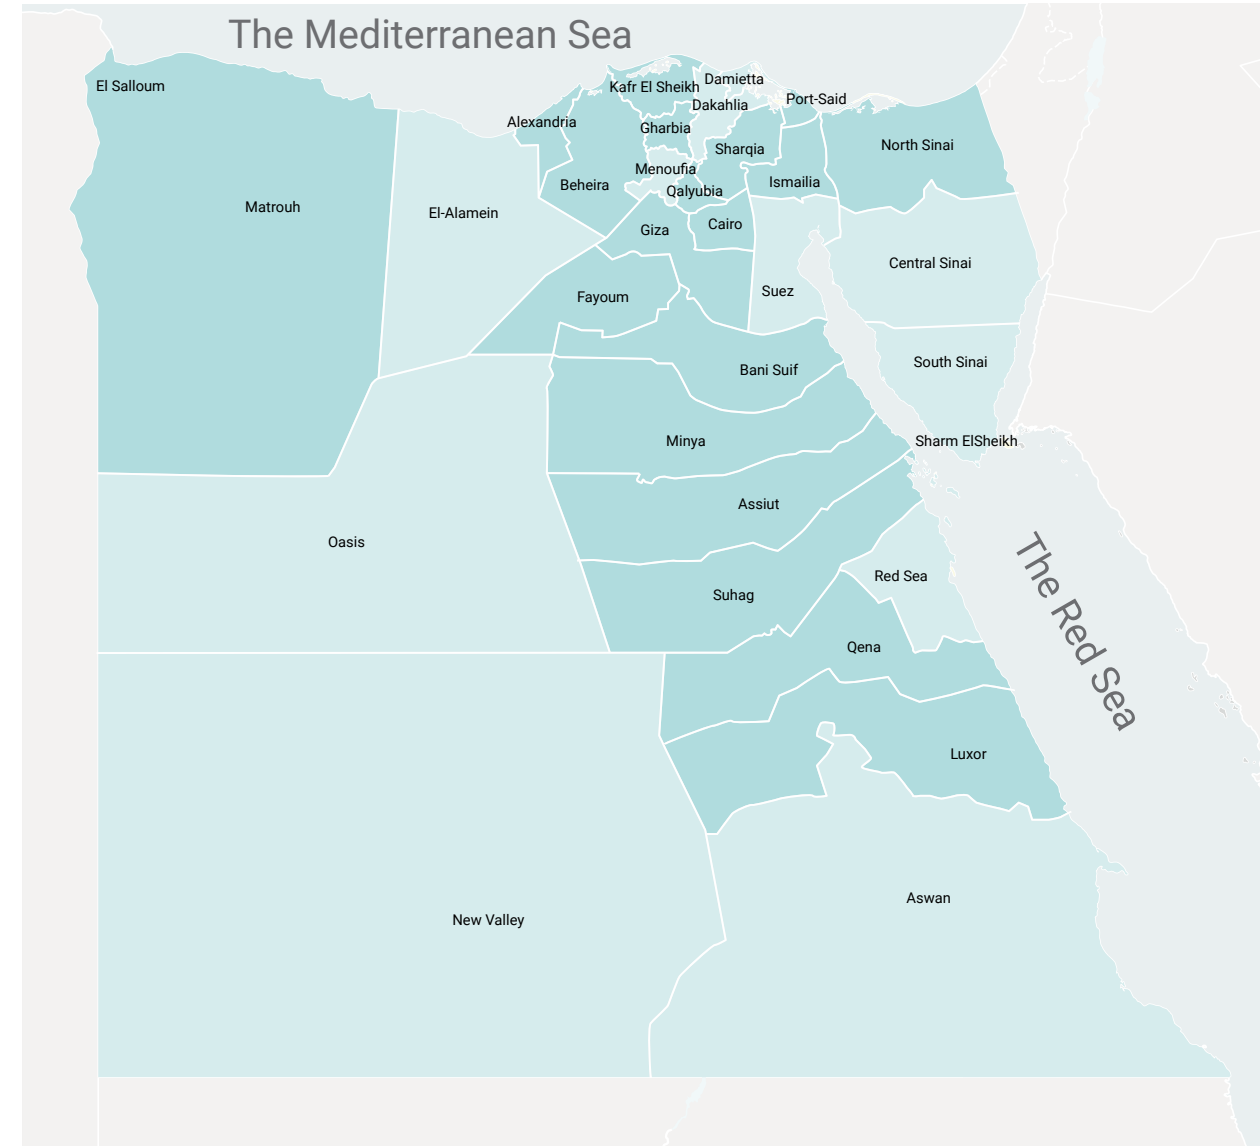 The Mediterranean Sea
El Salloum
Kafr El Sheikh
Damietta
Port-Said
Dakahlia
Alexandria
Gharbia
North Sinai
Sharqia
Menoufia
Ismailia
Beheira
Qalyubia
Matrouh
El-Alamein
Giza
Cairo
Central Sinai
Fayoum
Suez
South Sinai
Bani Suif
Minya
Sharm ElSheikh
Assiut
Oasis
Red Sea
The Red Sea
Suhag
Qena
Luxor
Aswan
New Valley